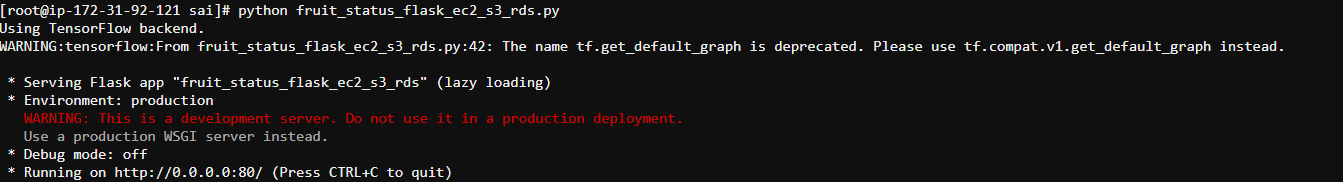 [root@ip-172-31-92-121 sai]# python fruit_status_flask_ec2_s3_rds.py
Using TensorFlow backend.
WARNING:tensorflow:From fruit_status_flask_ec2_s3_rds.py:42: The name tf.get_default_graph is deprecated. Please use tf.compat.v1.get_default_graph instead.
* Serving Flask app "fruit_status_flask_ec2_s3_rds" (lazy loading)
* Environment: production
WARNING: This is a development server. Do not use it in a production deployment.
Use a production WSGI server instead.
* Debug mode: off
* Running on http://0.0.0.0:80/ (Press CTRL+C to quit)